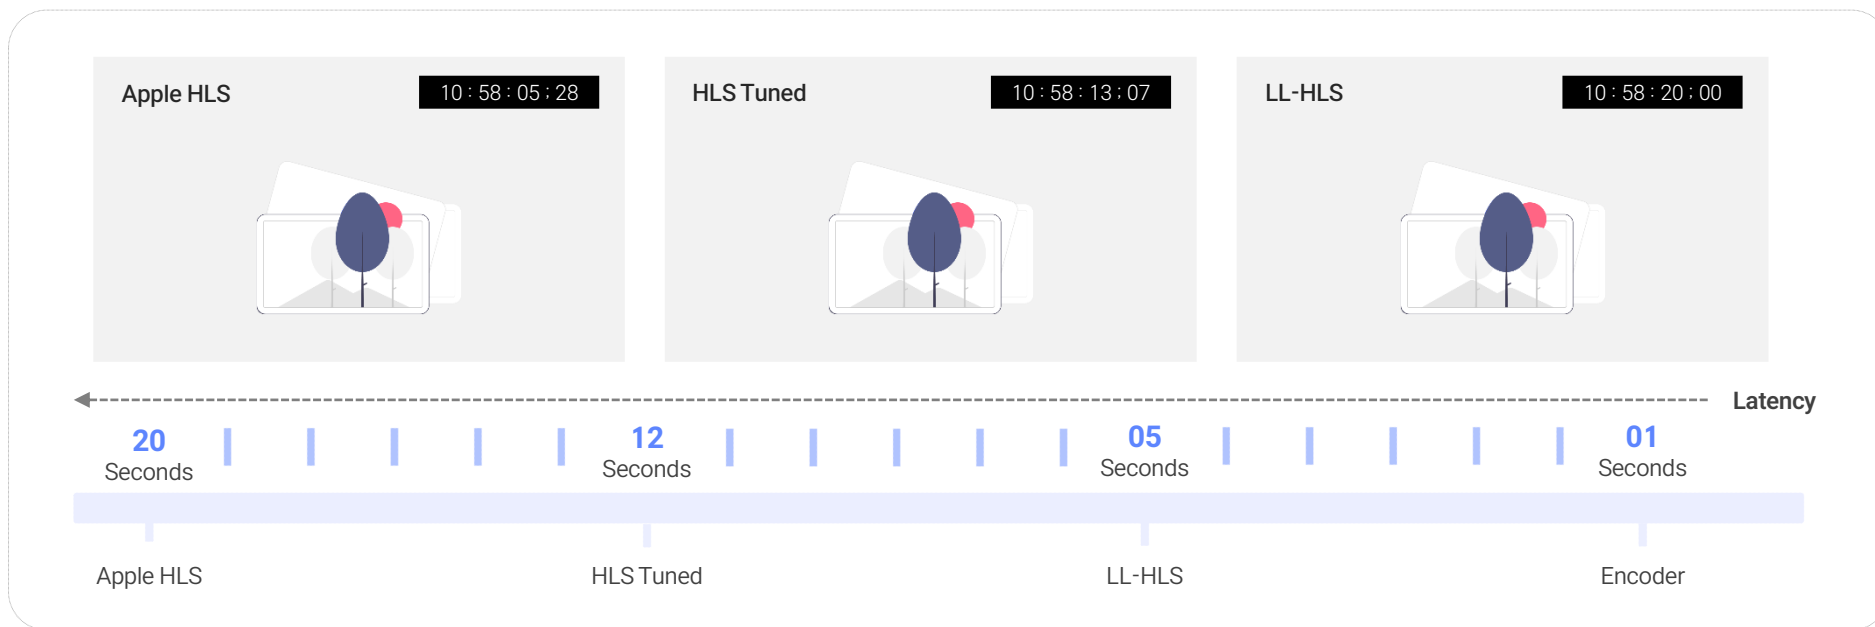 Apple HLS
10 : 58 : 05 ; 28
HLS Tuned
10 : 58 : 13 ; 07
LL-HLS
10 : 58 : 20 ; 00
Latency
20
Seconds
12
Seconds
05
Seconds
01
Seconds
Apple HLS
HLS Tuned
LL-HLS
Encoder